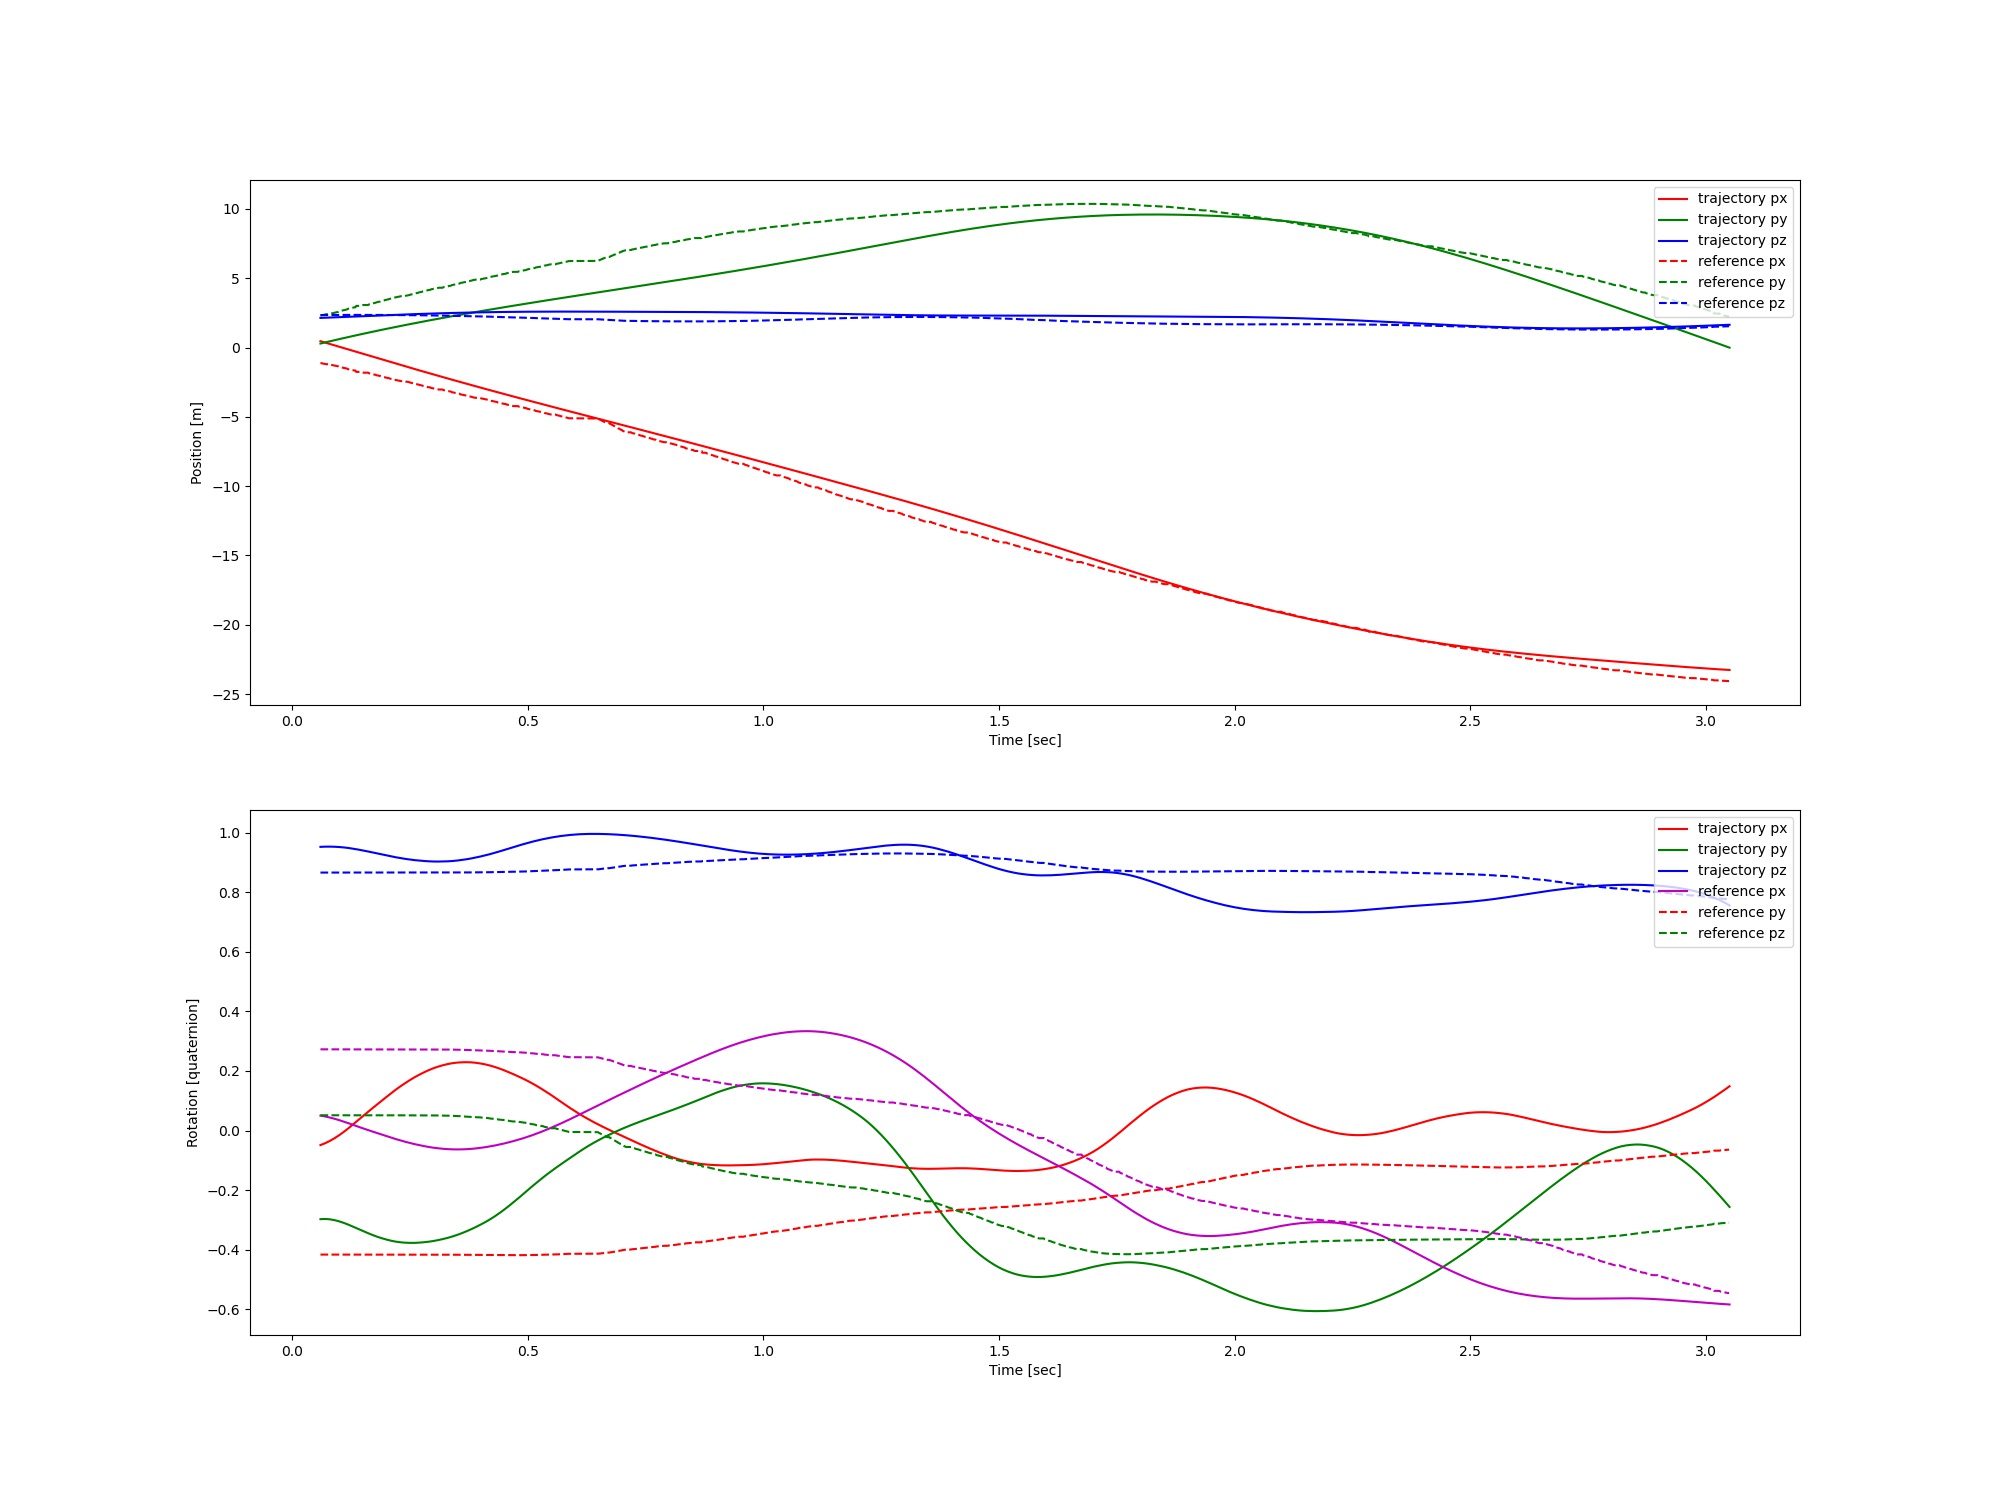 10
5
0
−5
−10
−15
−20
−25
Position [m]
0.0 0.5 1.0 1.5 2.0 2.5 3.0
Time [sec]
trajectory px
trajectory py
trajectory pz
reference px
reference py
reference pz
1.0
0.8
0.6
0.4
0.2
0.0
−0.2
−0.4
−0.6
Rotation [quaternion]
0.0 0.5 1.0 1.5 2.0 2.5 3.0
Time [sec]
trajectory px
trajectory py
trajectory pz
reference px
reference py
reference pz